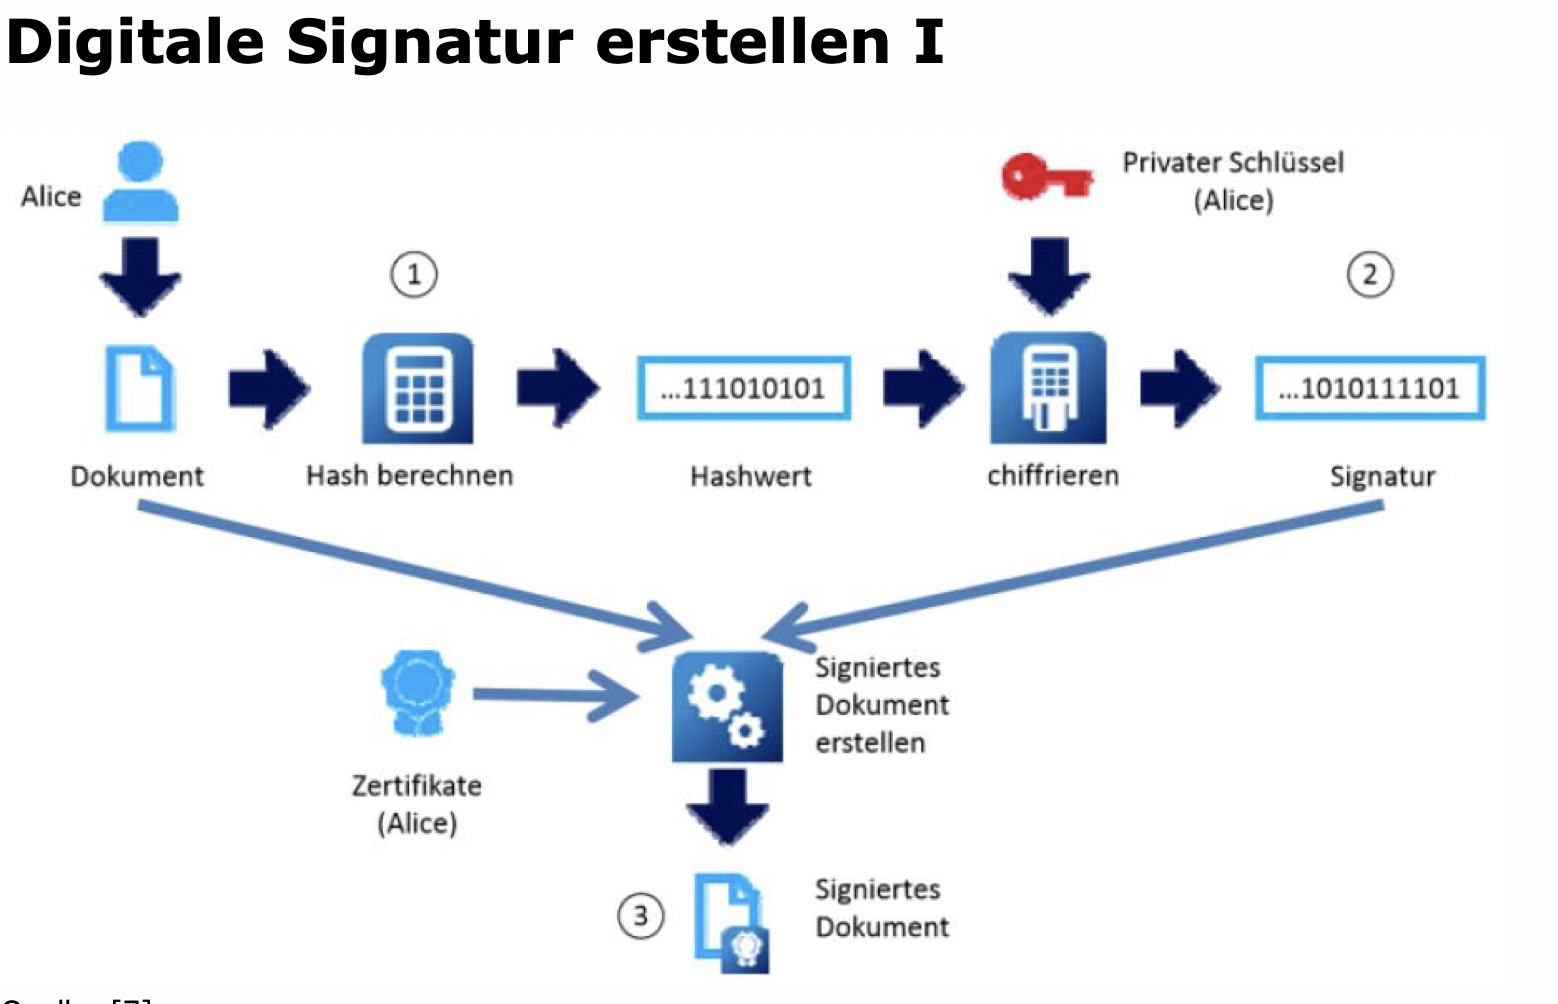 Digitale Signatur erstellen I
Alice
Privater Schlüssel
(Alice)
1
2
...111010101
...1010111101
Dokument
Hash berechnen
Hashwert
chiffrieren
Signatur
Signiertes
Dokument
erstellen
Zertifikate
(Alice)
3
Signiertes
Dokument